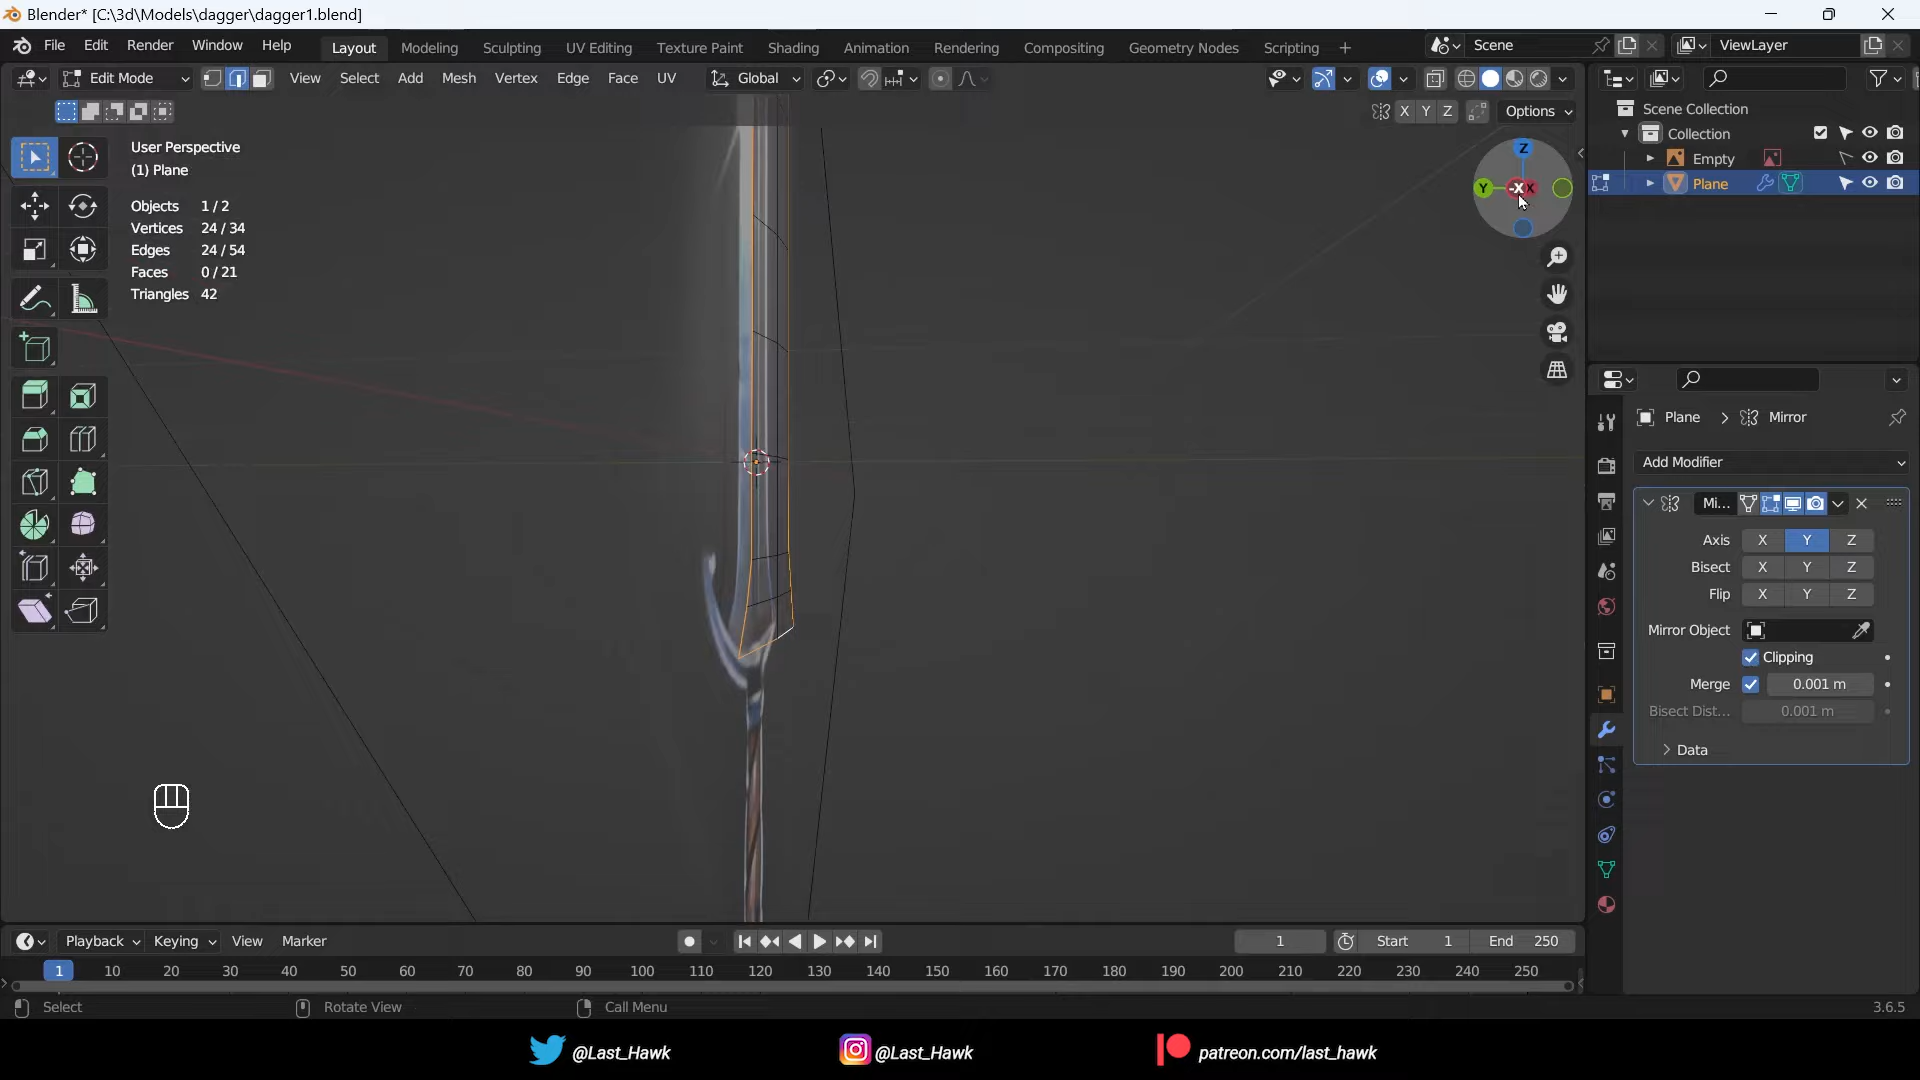 Blender* [C:\3d\Models\dagger\dagger1.blend]
File Edit Render Window Help Layout Modeling Sculpting UV Editing Texture Paint Shading Animation Rendering Compositing Geometry Nodes Scripting + Scene ViewLayer
Edit Mode View Select Add Mesh Vertex Edge Face UV Global
X Y Z Options
Scene Collection
Collection
Empty
Plane
User Perspective
(1) Plane
Objects 1/2
Vertices 24/34
Edges 24/54
Faces 0/21
Triangles 42
Z
Y -X X
Plane > Mirror
Add Modifier
Mi...
Axis X Y Z
Bisect X Y Z
Flip X Y Z
Mirror Object
Clipping
Merge 0.001 m
Bisect Dist... 0.001 m
Data
Playback Keying View Marker 1 Start 1 End 250
1 10 20 30 40 50 60 70 80 90 100 110 120 130 140 150 160 170 180 190 200 210 220 230 240 250
Select Rotate View Call Menu 3.6.5
@Last_Hawk @Last_Hawk patreon.com/last_hawk